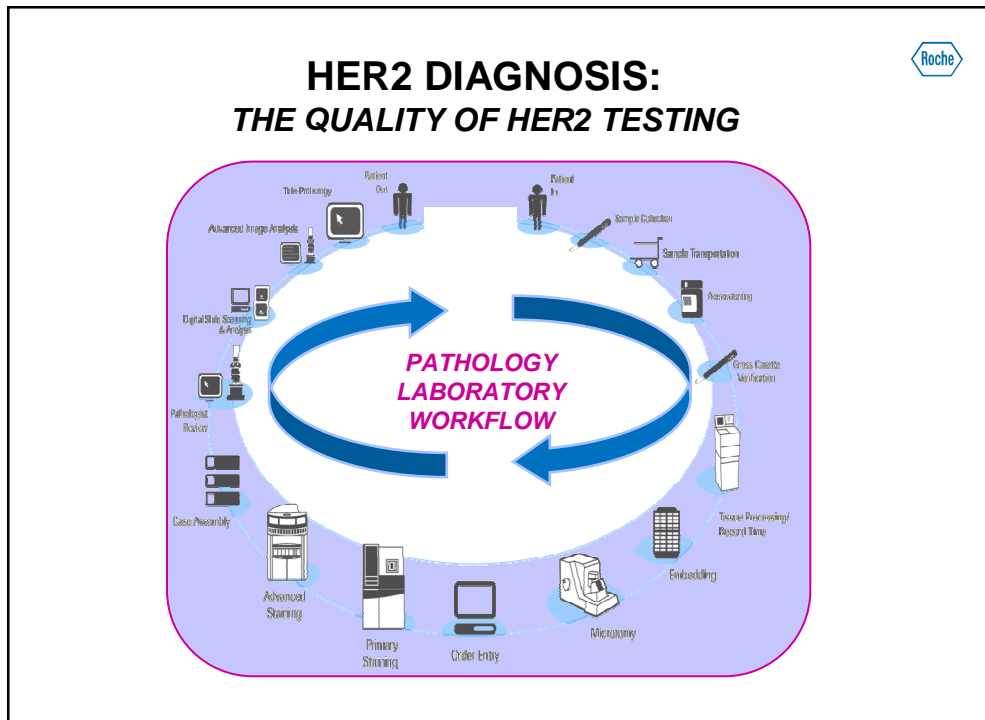 HER2 DIAGNOSIS:
THE QUALITY OF HER2 TESTING
Roche
Patient
Out
Patient
In
Tele-Pathology
Sample Collection
Advanced Image Analysis
Sample Transportation
Accessioning
Digital Slide Scanning
& Analysis
PATHOLOGY
LABORATORY
WORKFLOW
Gross Casette
Verification
Pathologist
Review
Case Assembly
Tissue Processing/
Record Time
Embedding
Advanced
Staining
Microtomy
Primary
Staining
Order Entry